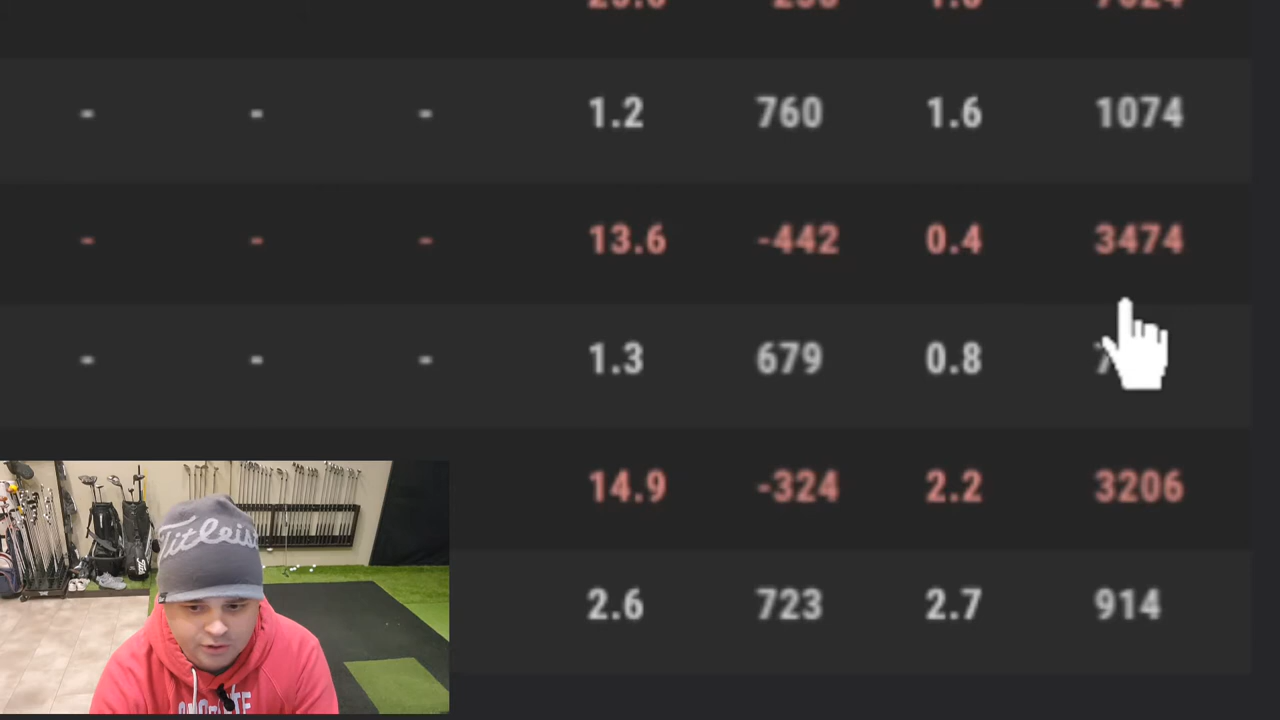 - - - 1.2 760 1.6 1074
- - - 13.6 -442 0.4 3474
- - - 1.3 679 0.8
14.9 -324 2.2 3206
2.6 723 2.7 914
Titleist